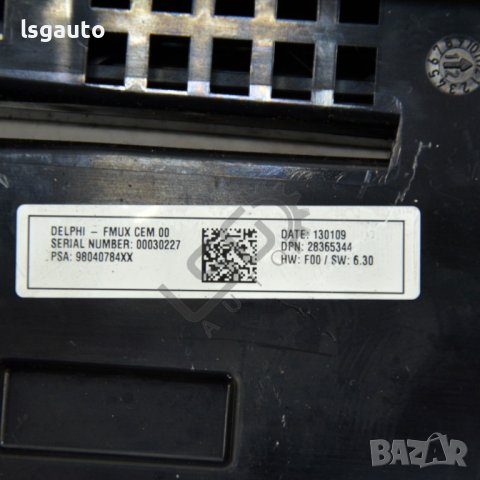 lsgauto
DELPHI - FMUX CEM 00
SERIAL NUMBER: 00030227
PSA: 98040784XX
DATE: 130109
DPN: 28365344
HW: F00 / SW: 6.30
BAZAR